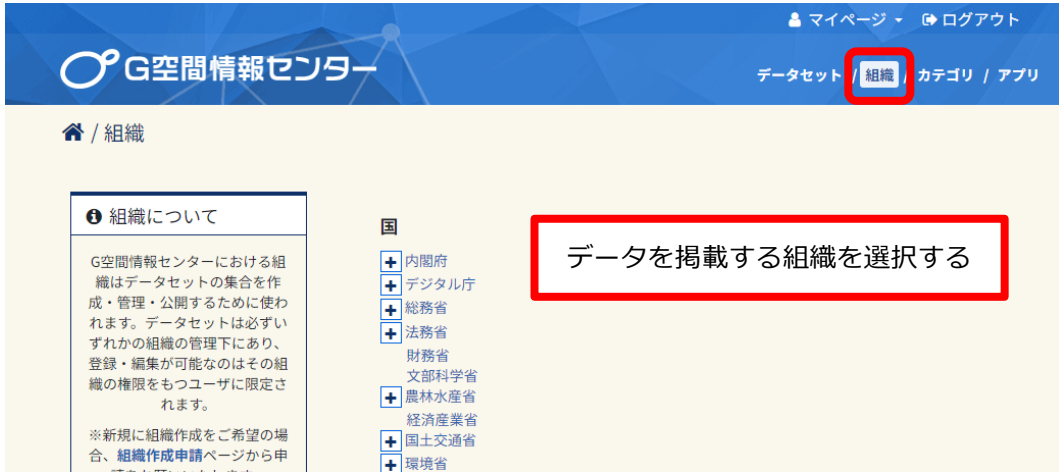 マイページ ログアウト
G空間情報センター
データセット / 組織 / カテゴリ / アプリ
/ 組織
組織について
G空間情報センターにおける組
織はデータセットの集合を作
成・管理・公開するために使わ
れます。データセットは必ずい
ずれかの組織の管理下にあり、
登録・編集が可能なのはその組
織の権限をもつユーザに限定さ
れます。
※新規に組織作成をご希望の場
合、組織作成申請ページから申
請をお願いいたします。
国
内閣府
デジタル庁
総務省
法務省
財務省
文部科学省
農林水産省
経済産業省
国土交通省
環境省
データを掲載する組織を選択する